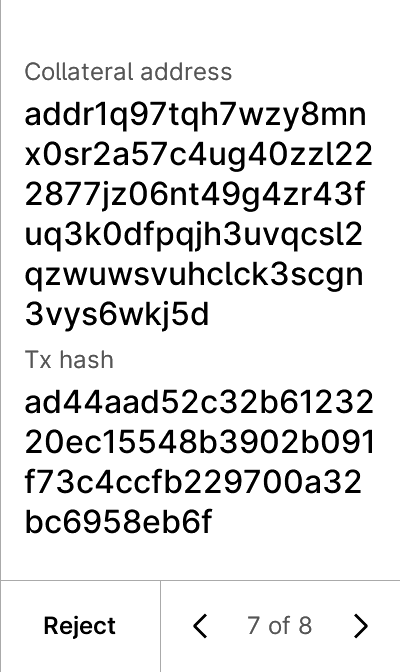 Collateral address
addr1q97tqh7wzy8mn
x0sr2a57c4ug40zzl22
2877jz06nt49g4zr43f
uq3k0dfpqjh3uvqcsl2
qzwuwsvuhclck3scgn
3vys6wkj5d
Tx hash
ad44aad52c32b61232
20ec15548b3902b091
f73c4ccfb229700a32
bc6958eb6f
Reject
7 of 8